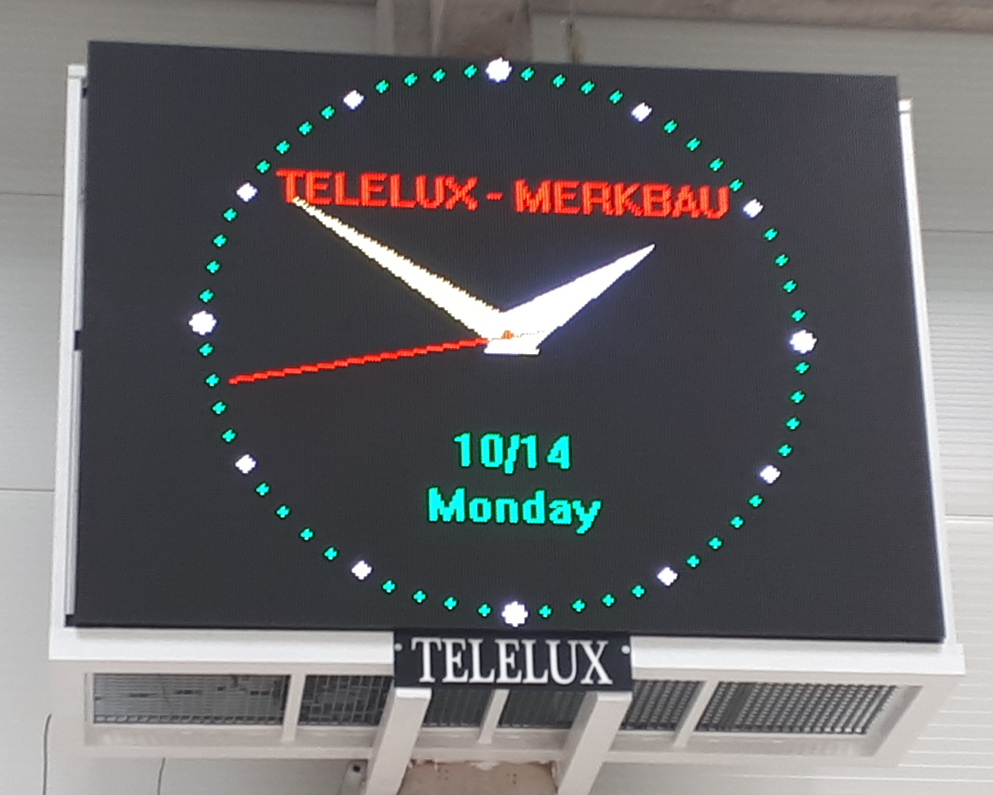 TELELUX - MERKBAU
10/14
Monday
TELELUX